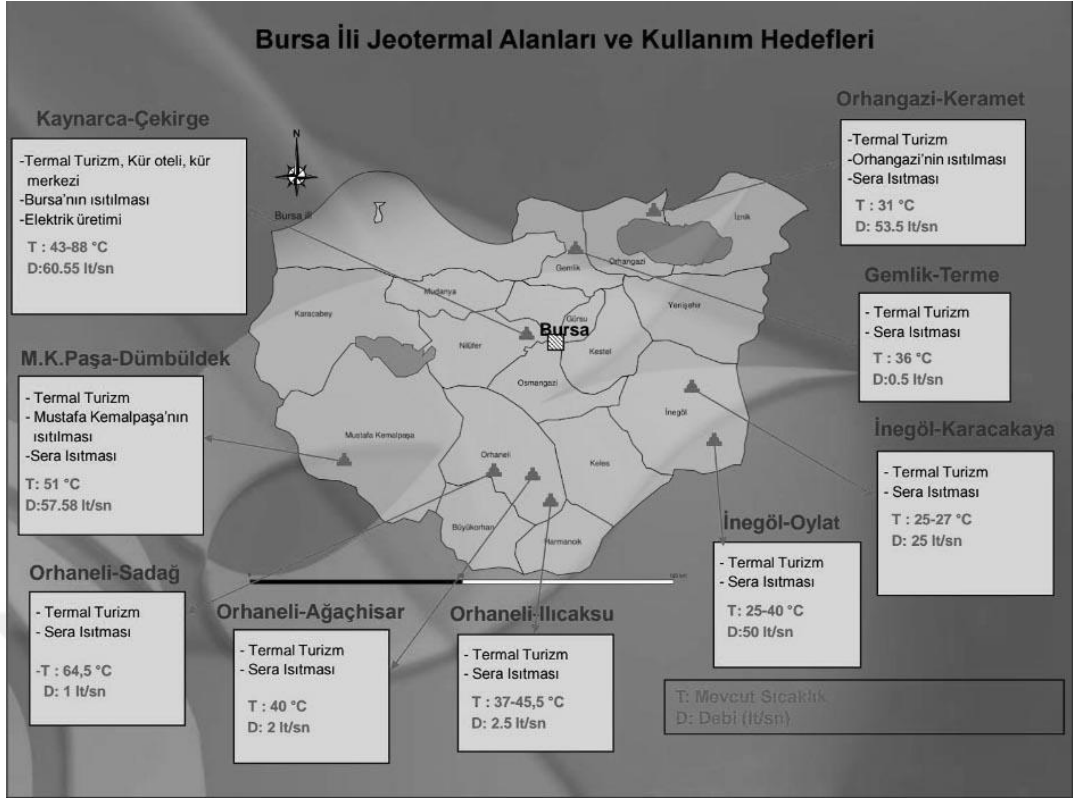 Bursa İli Jeotermal Alanları ve Kullanım Hedefleri
Kaynarca-Çekirge
-Termal Turizm, Kür oteli, kür
merkezi
-Bursa'nın ısıtılması
-Elektrik üretimi
T : 43-88 °C
D:60.55 lt/sn
M.K.Paşa-Dümbüldek
- Termal Turizm
- Mustafa Kemalpaşa'nın
ısıtılması
-Sera Isıtması
T: 51 °C
D:57.58 lt/sn
Orhaneli-Sadağ
- Termal Turizm
- Sera Isıtması
-T : 64,5 °C
D: 1 lt/sn
Orhaneli-Ağaçhisar
- Termal Turizm
- Sera Isıtması
T : 40 °C
D: 2 lt/sn
Orhaneli-Ilıcaksu
- Termal Turizm
- Sera Isıtması
T : 37-45,5 °C
D: 2.5 lt/sn
İnegöl-Oylat
- Termal Turizm
- Sera Isıtması
T: 25-40 °C
D:50 lt/sn
İnegöl-Karacakaya
- Termal Turizm
- Sera Isıtması
T : 25-27 °C
D: 25 lt/sn
Gemlik-Terme
- Termal Turizm
- Sera Isıtması
T : 36 °C
D:0.5 lt/sn
Orhangazi-Keramet
-Termal Turizm
-Orhangazi'nin ısıtılması
-Sera Isıtması
T : 31 °C
D: 53.5 lt/sn
N
Bursa ili
İznik
Orhangazi
Gemlik
Mudanya
Karacabey
Yenişehir
Gürsu
Bursa
Nilüfer
Kestel
Osmangazi
İnegöl
Mustafa Kemalpaşa
Orhaneli
Keles
Büyükorhan
Harmancık
T: Mevcut Sıcaklık
D: Debi (lt/sn)